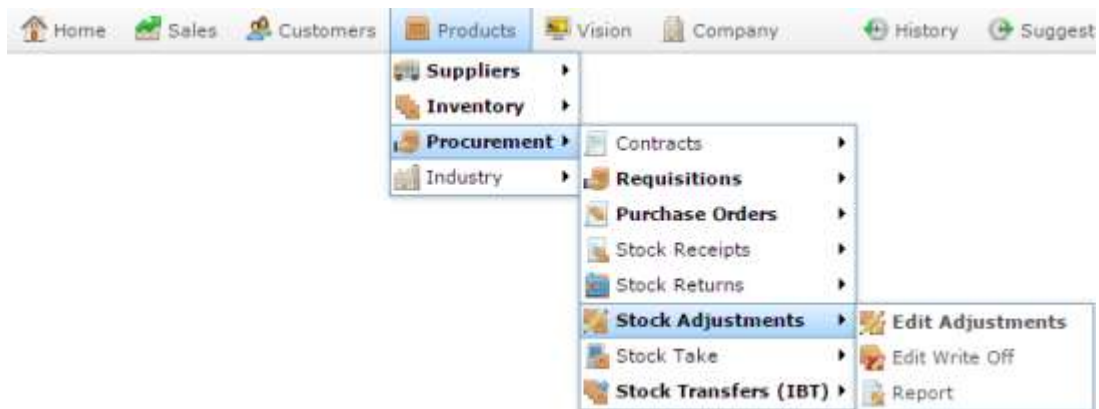 Home Sales Customers Products Vision Company History Suggest
Suppliers
Inventory
Procurement
Industry
Contracts
Requisitions
Purchase Orders
Stock Receipts
Stock Returns
Stock Adjustments
Stock Take
Stock Transfers (IBT)
Edit Adjustments
Edit Write Off
Report